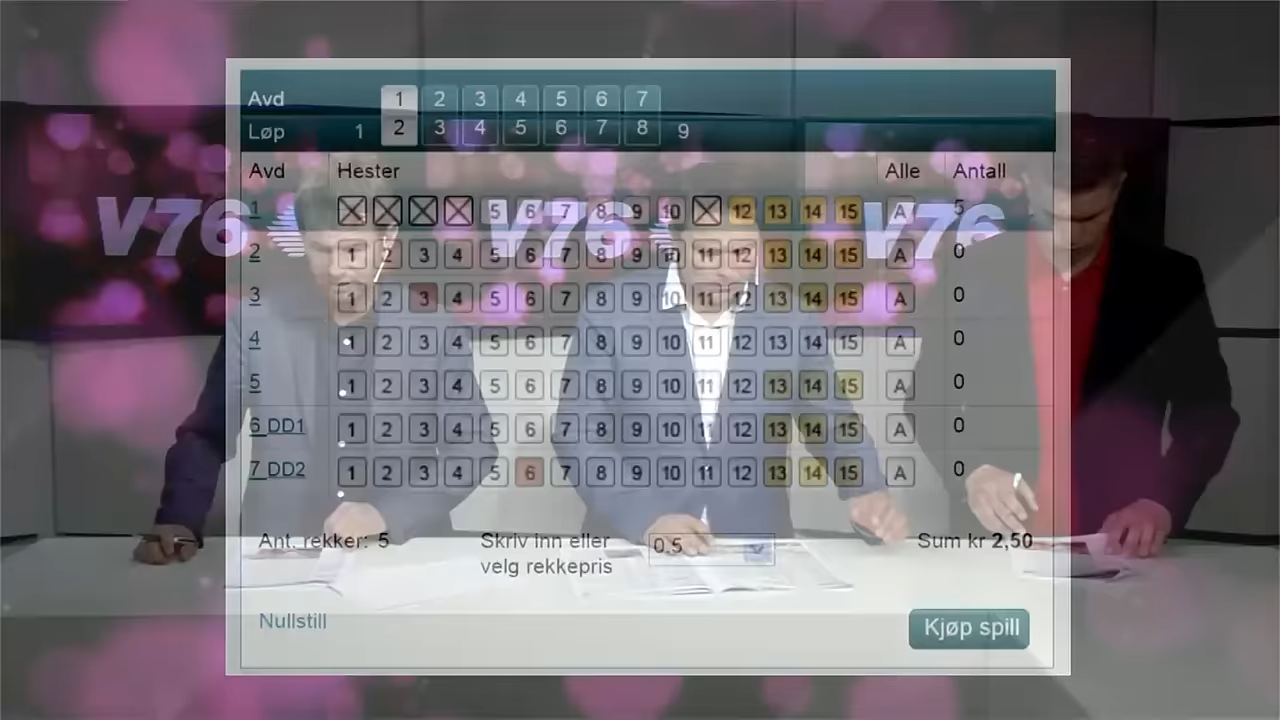 Avd 1 2 3 4 5 6 7
Løp 1 2 3 4 5 6 7 8 9
Avd Hester Alle Antall
V76 V76 V76
1 5 6 7 8 9 10 12 13 14 15 A 5
2 1 2 3 4 5 6 7 8 9 10 11 12 13 14 15 A 0
3 1 2 3 4 5 6 7 8 9 10 11 12 13 14 15 A 0
4 1 2 3 4 5 6 7 8 9 10 11 12 13 14 15 A 0
5 1 2 3 4 5 6 7 8 9 10 11 12 13 14 15 A 0
6 DD1 1 2 3 4 5 6 7 8 9 10 11 12 13 14 15 A 0
7 DD2 1 2 3 4 5 6 7 8 9 10 11 12 13 14 15 A 0
Ant. rekker: 5 Skriv inn eller 0.5 Sum kr 2,50
velg rekkepris
Nullstill Kjøp spill